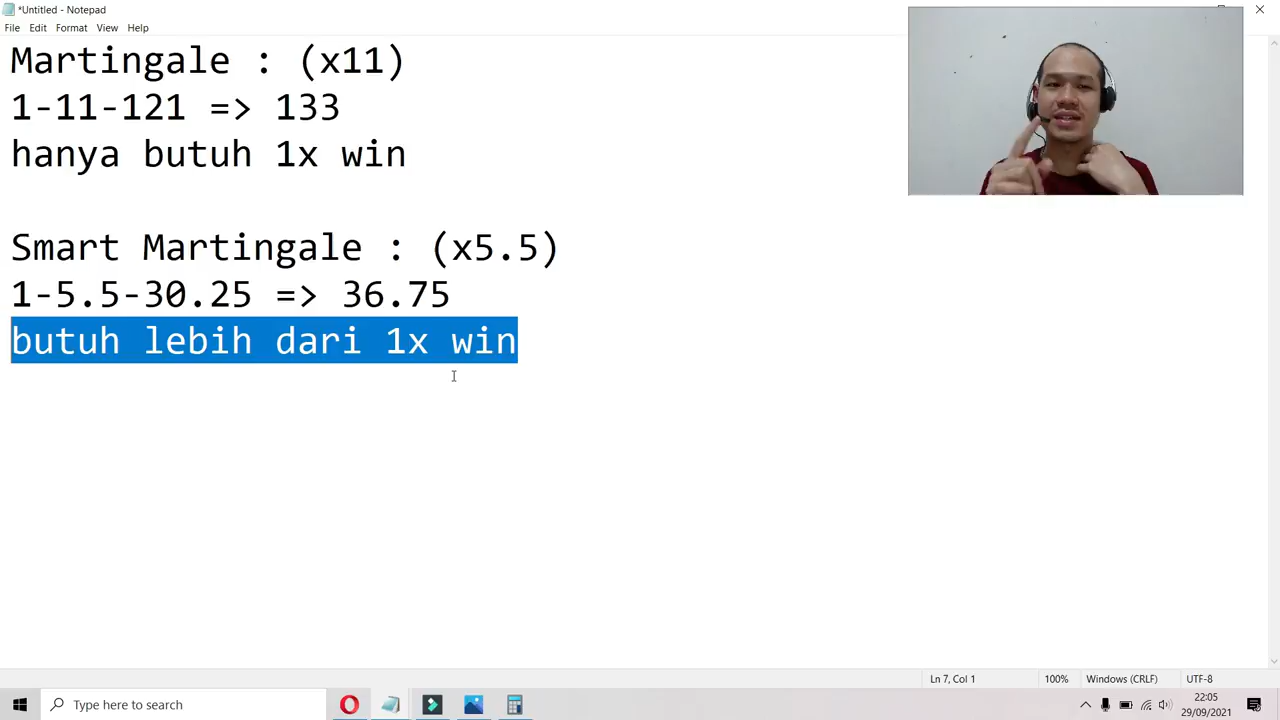 *Untitled - Notepad
File Edit Format View Help
Martingale : (x11)
1-11-121 => 133
hanya butuh 1x win
Smart Martingale : (x5.5)
1-5.5-30.25 => 36.75
butuh lebih dari 1x win
Ln 7, Col 1 100% Windows (CRLF) UTF-8
Type here to search
22:05
29/09/2021